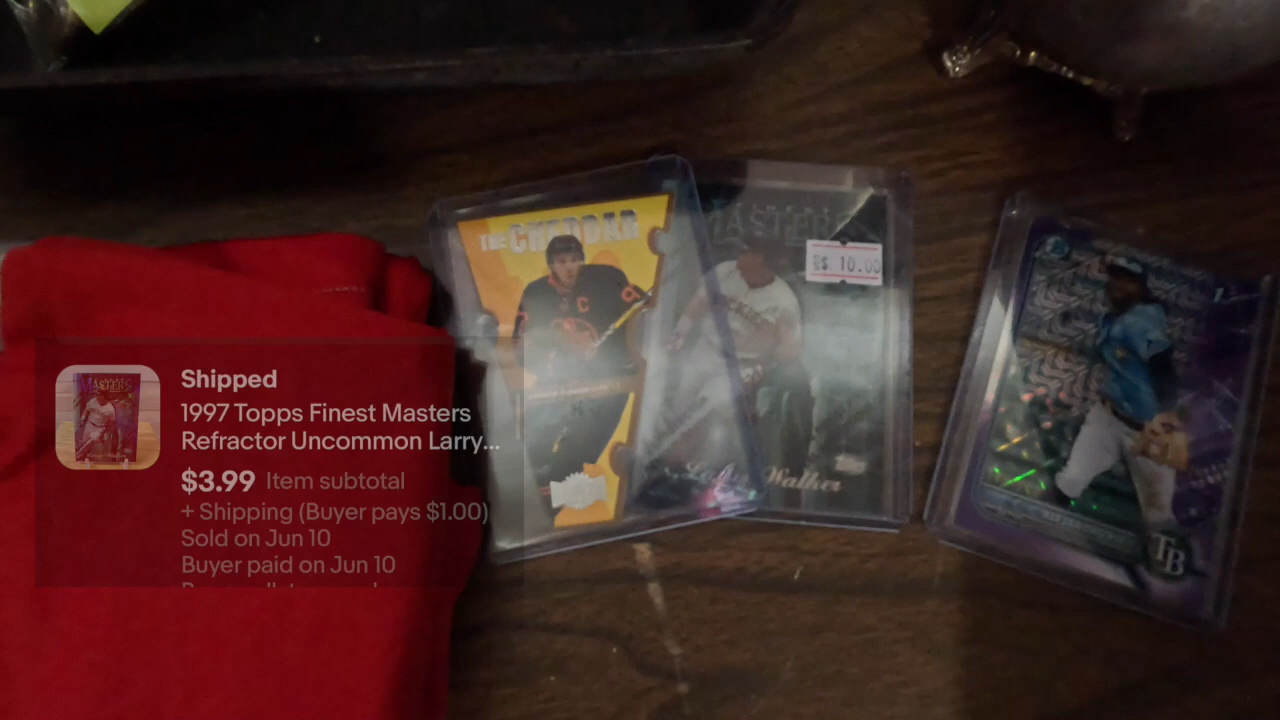 Shipped
1997 Topps Finest Masters
Refractor Uncommon Larry...
$3.99 Item subtotal
+ Shipping (Buyer pays $1.00)
Sold on Jun 10
Buyer paid on Jun 10
THE CHEDDAR
C
MASTERS
$. 10.00
Walker
TB